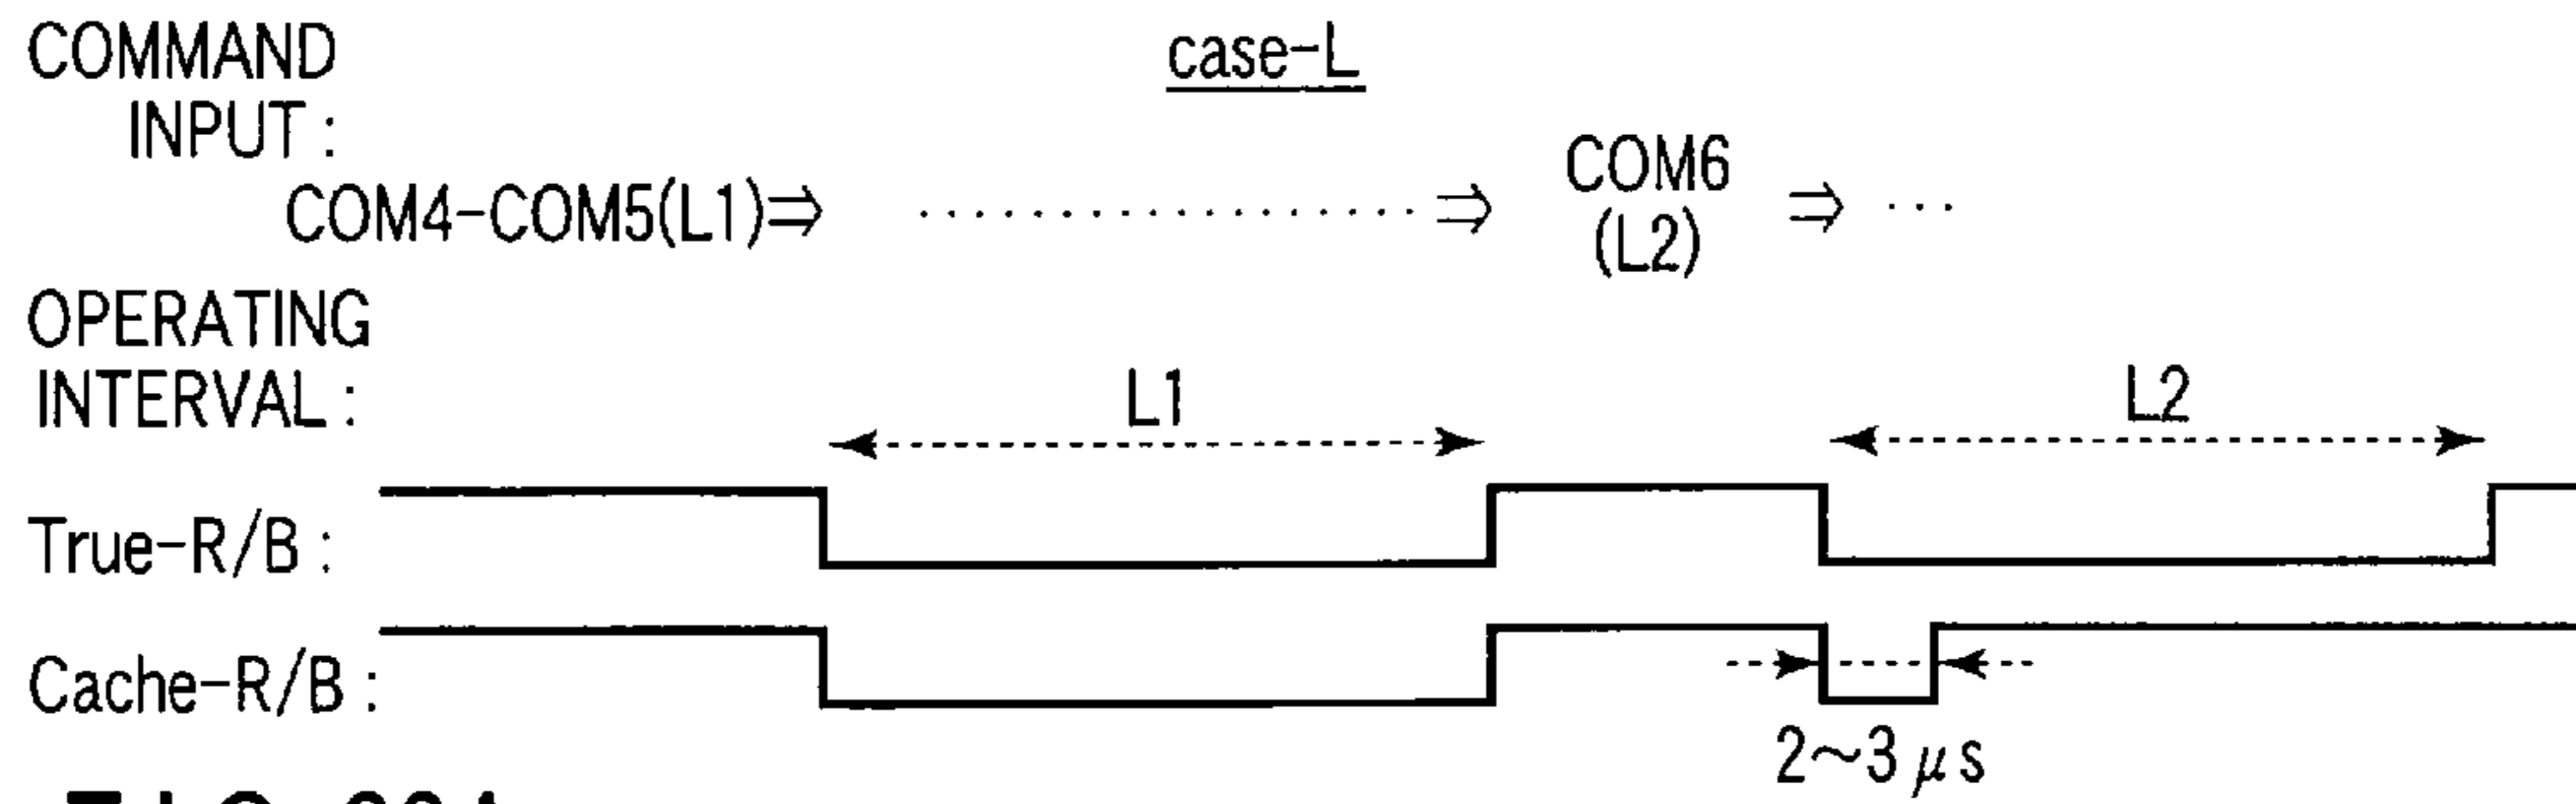 COMMAND
INPUT :
case-L
COM4-COM5(L1)⇒ .................. ⇒ COM6 ⇒ ...
(L2)
OPERATING
INTERVAL :
L1
L2
True-R/B :
Cache-R/B :
2~3 μs